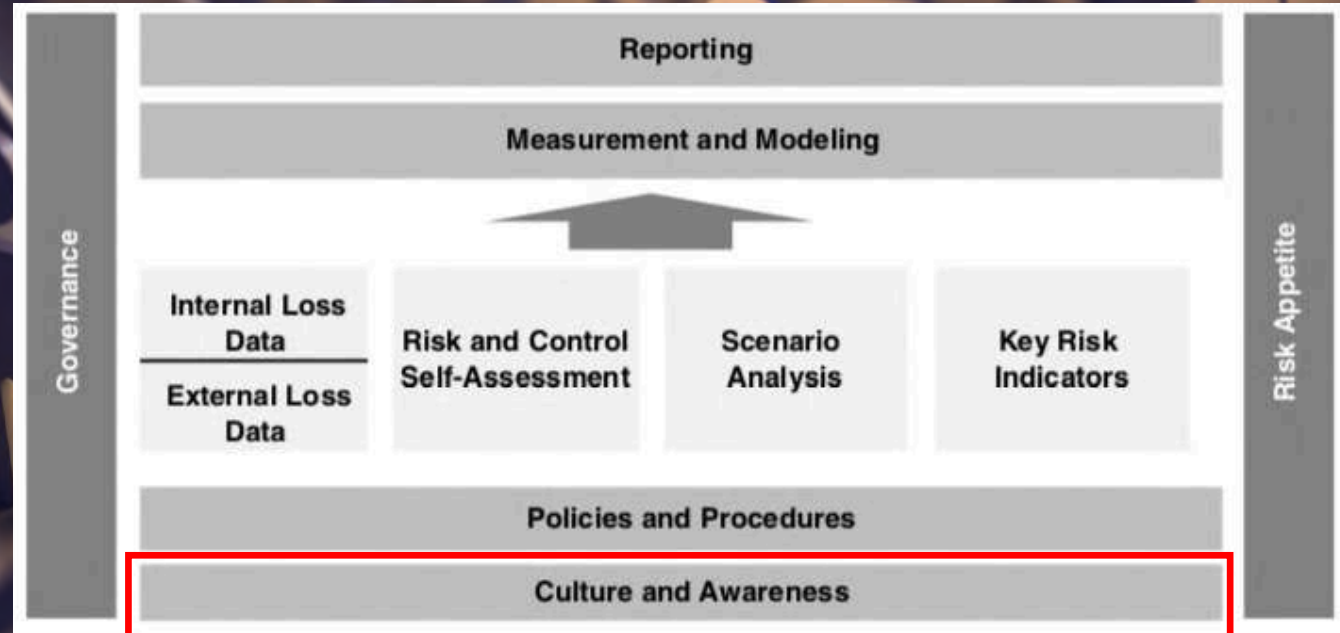 Reporting
Measurement and Modeling
Governance
Internal Loss
Data
External Loss
Data
Risk and Control
Self-Assessment
Scenario
Analysis
Key Risk
Indicators
Risk Appetite
Policies and Procedures
Culture and Awareness